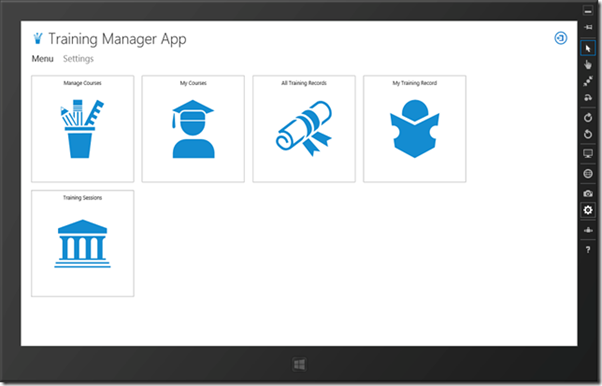 Training Manager App
Menu Settings
Manage Courses
My Courses
All Training Records
My Training Record
Training Sessions
?